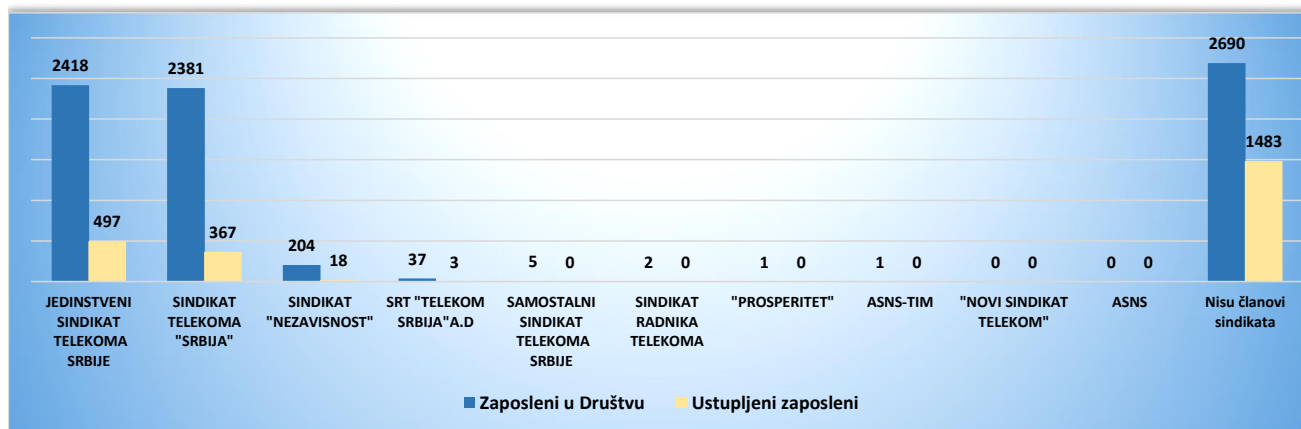 2418
497
2381
367
204
18
37
3
5
0
2
0
1
0
1
0
0
0
0
0
2690
1483
JEDINSTVENI
SINDIKAT
TELEKOMA
SRBIJE
SINDIKAT
TELEKOMA
"SRBIJA"
SINDIKAT
"NEZAVISNOST"
SRT "TELEKOM
SRBIJA"A.D
SAMOSTALNI
SINDIKAT
TELEKOMA
SRBIJE
SINDIKAT
RADNIKA
TELEKOMA
"PROSPERITET"
ASNS-TIM
"NOVI SINDIKAT
TELEKOM"
ASNS
Nisu članovi
sindikata
Zaposleni u Društvu
Ustupljeni zaposleni